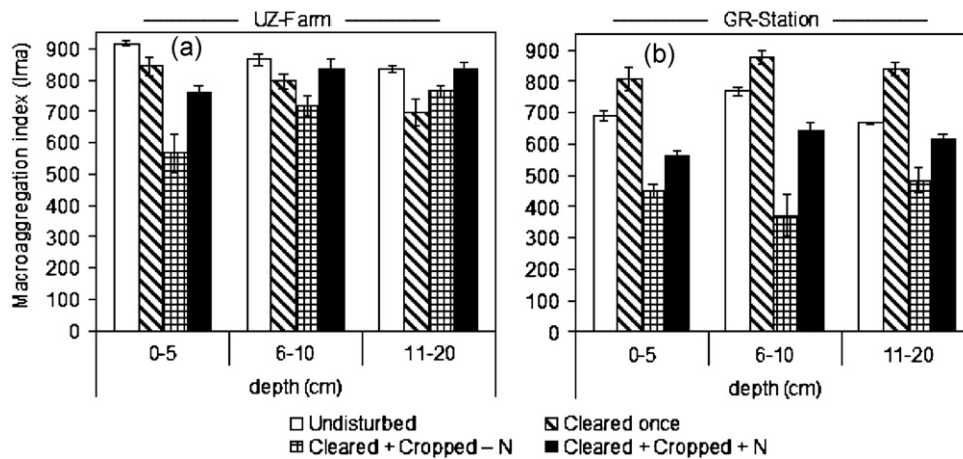 UZ-Farm
GR-Station
Macroaggregation index (Ima)
(a)
900
800
700
600
500
400
300
200
100
0
0-5
6-10
11-20
depth (cm)
(b)
900
800
700
600
500
400
300
200
100
0
0-5
6-10
11-20
depth (cm)
Undisturbed
Cleared once
Cleared + Cropped – N
Cleared + Cropped + N